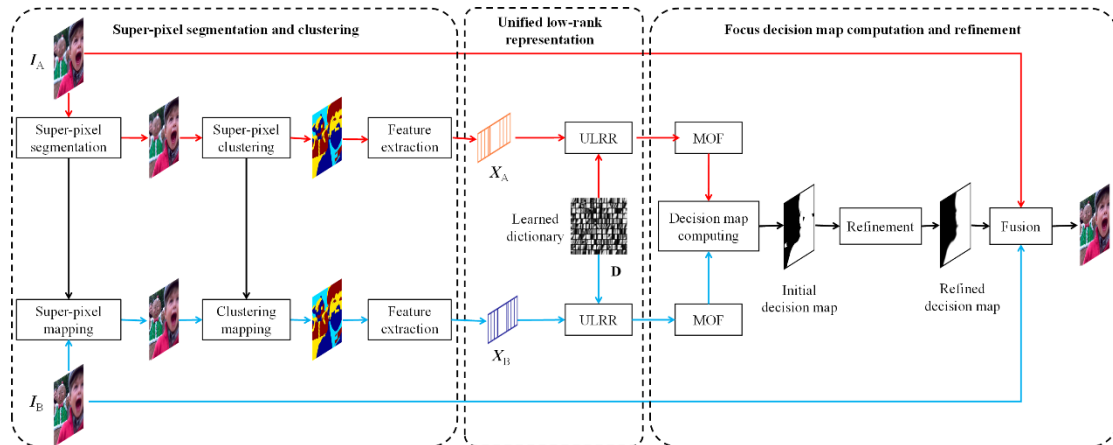 Super-pixel segmentation and clustering
Unified low-rank
representation
Focus decision map computation and refinement
I_A
Super-pixel
segmentation
Super-pixel
clustering
Feature
extraction
X_A
ULRR
MOF
Learned
dictionary
D
Decision map
computing
Initial
decision map
Refinement
Refined
decision map
Fusion
Super-pixel
mapping
Clustering
mapping
Feature
extraction
X_B
ULRR
MOF
I_B